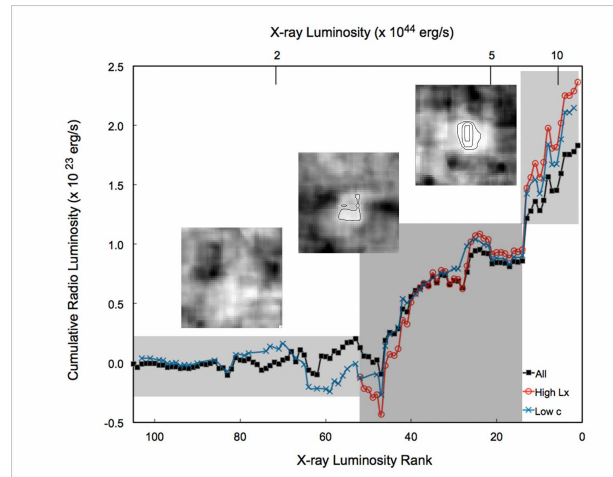 X-ray Luminosity (x 10⁴⁴ erg/s)
2 5 10
Cumulative Radio Luminosity (x 10 ²³ erg/s)
2.5
2.0
1.5
1.0
0.5
0.0
-0.5
All
High Lx
Low c
100 80 60 40 20 0
X-ray Luminosity Rank